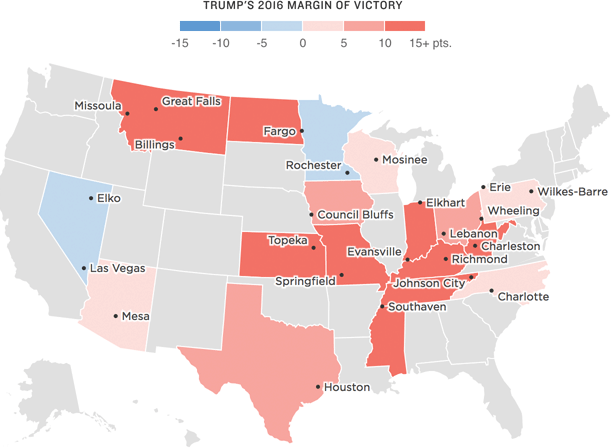 TRUMP'S 2016 MARGIN OF VICTORY
-15 -10 -5 0 5 10 15+ pts.
Missoula
Great Falls
Billings
Fargo
Rochester
Mosinee
Erie
Wilkes-Barre
Elko
Council Bluffs
Elkhart
Wheeling
Lebanon
Topeka
Evansville
Charleston
Las Vegas
Richmond
Springfield
Johnson City
Mesa
Southaven
Charlotte
Houston